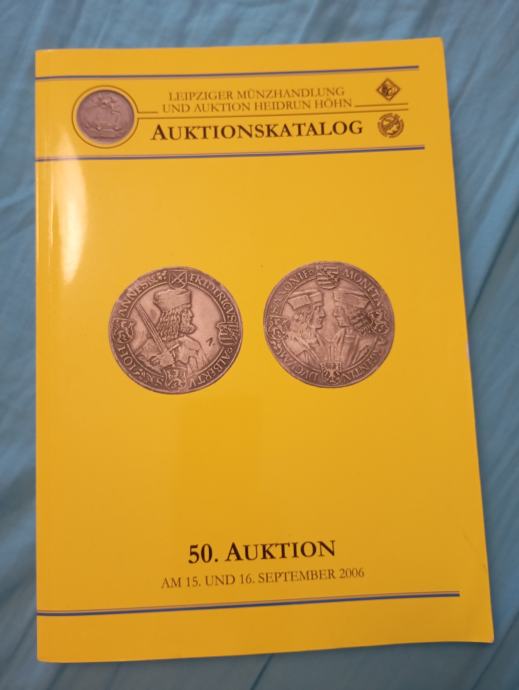 LEIPZIGER MÜNZHANDLUNG
UND AUKTION HEIDRUN HÖHN
AUKTIONSKATALOG
50. AUKTION
AM 15. UND 16. SEPTEMBER 2006